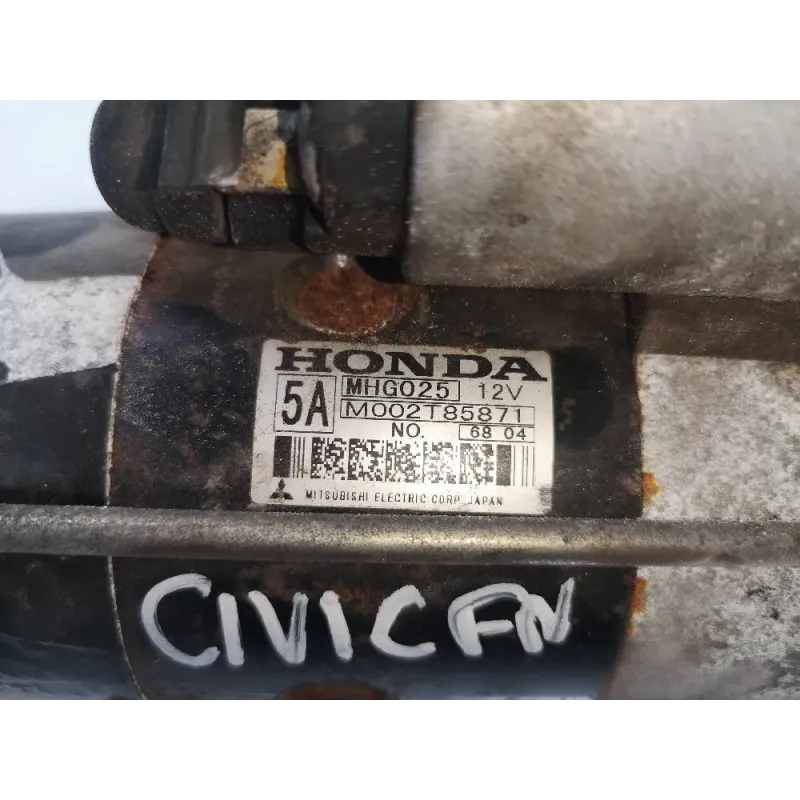 HONDA
5A MHG025 12V
M002T85871
NO. 68 04
MITSUBISHI ELECTRIC CORP. JAPAN
CIVIC FN